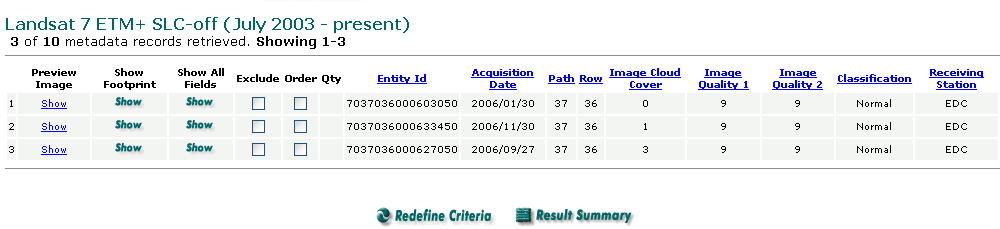 Landsat 7 ETM+ SLC-off (July 2003 - present)
3 of 10 metadata records retrieved. Showing 1-3
Preview Image Show Footprint Show All Fields Exclude Order Qty Entity Id Acquisition Date Path Row Image Cloud Cover Image Quality 1 Image Quality 2 Classification Receiving Station
1 Show Show Show 7037036000603050 2006/01/30 37 36 0 9 9 Normal EDC
2 Show Show Show 7037036000633450 2006/11/30 37 36 1 9 9 Normal EDC
3 Show Show Show 7037036000627050 2006/09/27 37 36 3 9 9 Normal EDC
Redefine Criteria Result Summary